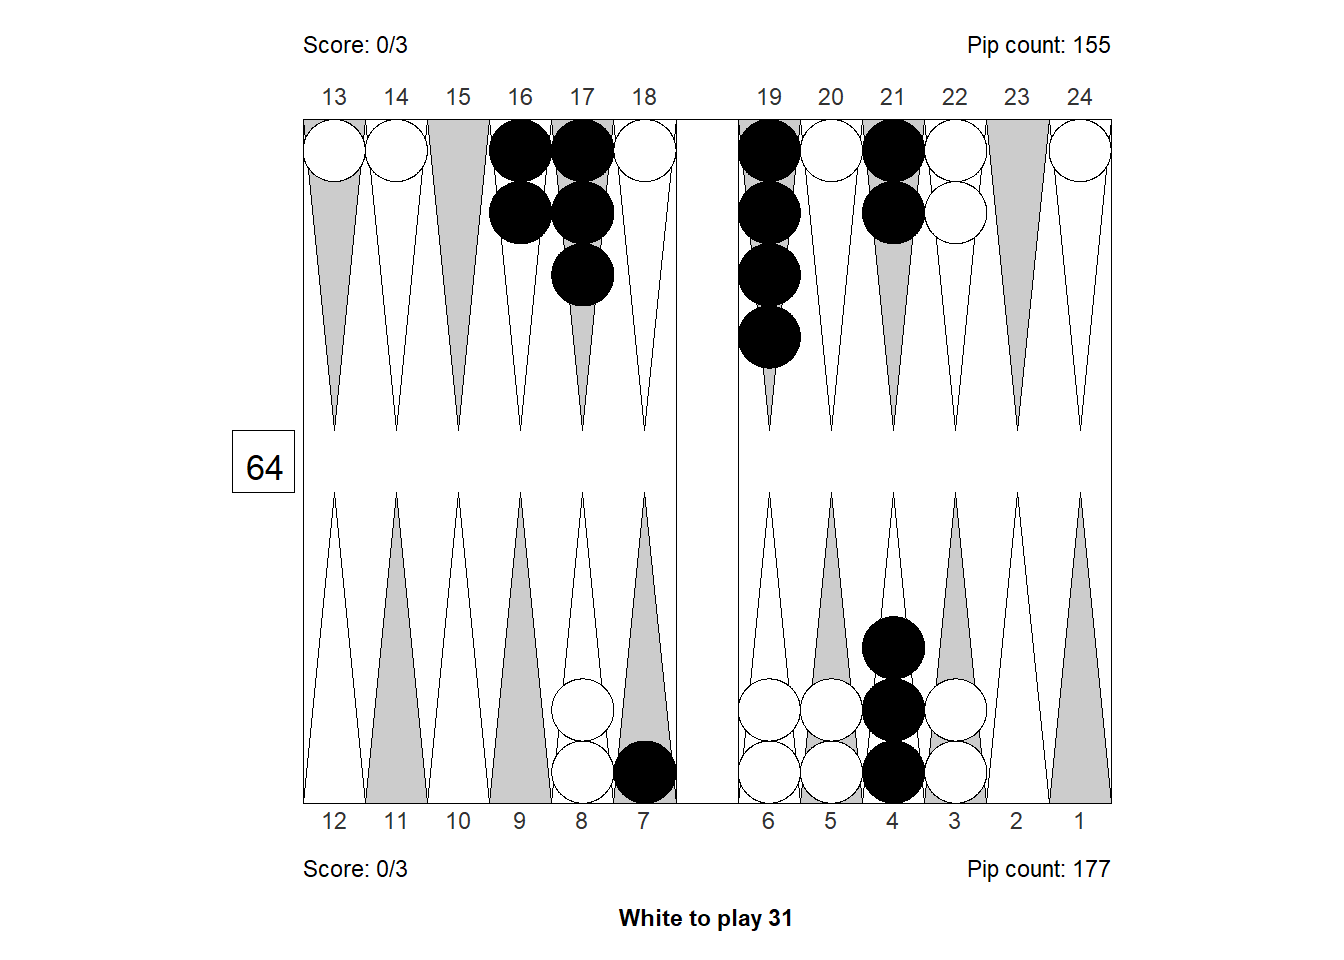 Score: 0/3 Pip count: 155
13 14 15 16 17 18 19 20 21 22 23 24
64
12 11 10 9 8 7 6 5 4 3 2 1
Score: 0/3 Pip count: 177
White to play 31